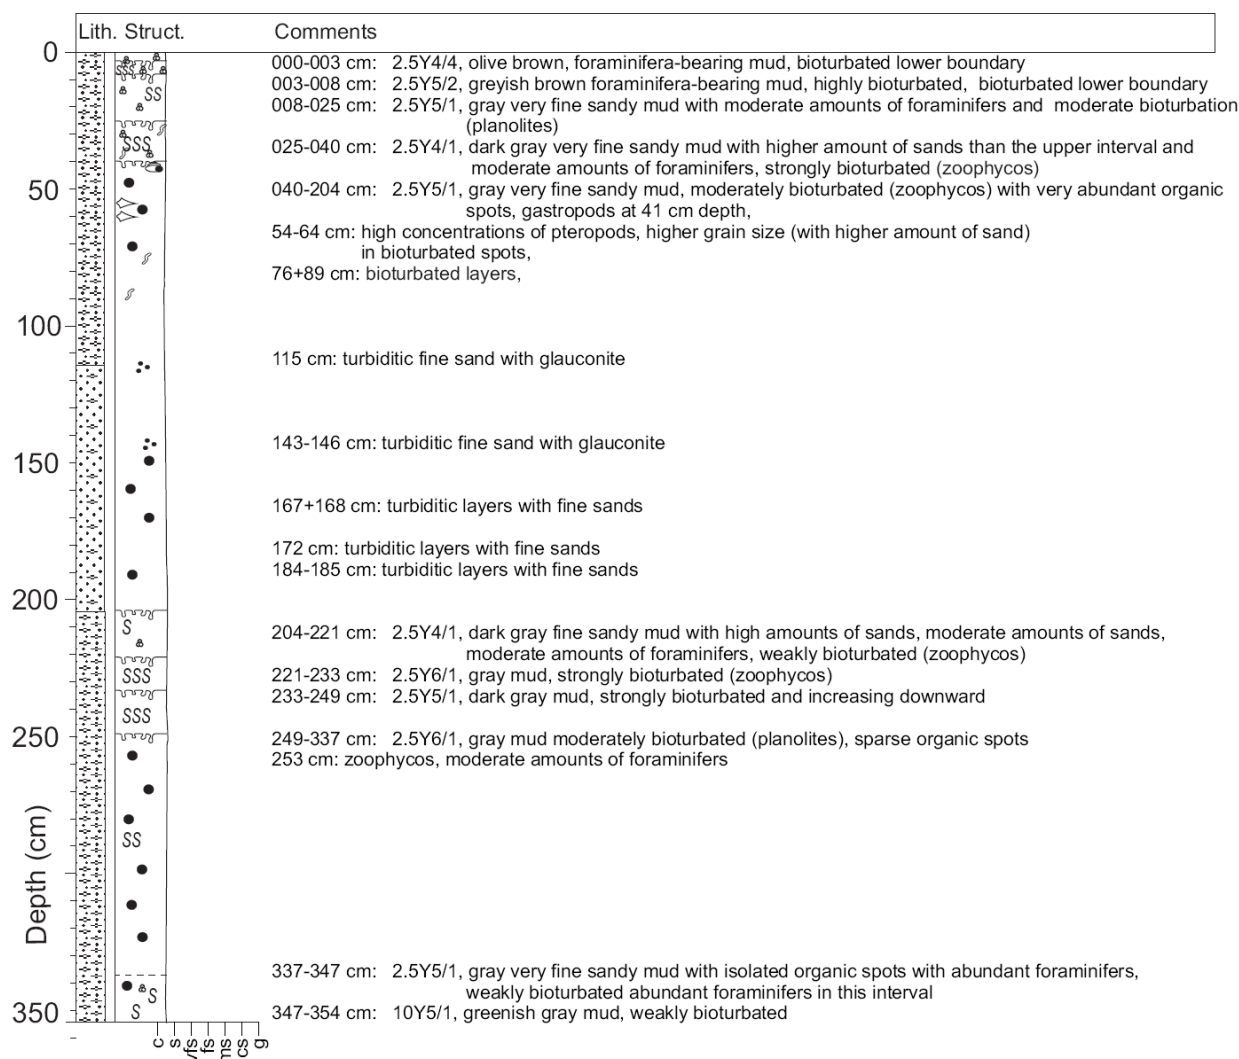 Lith. Struct. Comments
0
000-003 cm: 2.5Y4/4, olive brown, foraminifera-bearing mud, bioturbated lower boundary
003-008 cm: 2.5Y5/2, greyish brown foraminifera-bearing mud, highly bioturbated, bioturbated lower boundary
008-025 cm: 2.5Y5/1, gray very fine sandy mud with moderate amounts of foraminifers and moderate bioturbation
(planolites)
025-040 cm: 2.5Y4/1, dark gray very fine sandy mud with higher amount of sands than the upper interval and
moderate amounts of foraminifers, strongly bioturbated (zoophycos)
50
040-204 cm: 2.5Y5/1, gray very fine sandy mud, moderately bioturbated (zoophycos) with very abundant organic
spots, gastropods at 41 cm depth,
54-64 cm: high concentrations of pteropods, higher grain size (with higher amount of sand)
in bioturbated spots,
76+89 cm: bioturbated layers,
100
115 cm: turbiditic fine sand with glauconite
143-146 cm: turbiditic fine sand with glauconite
150
167+168 cm: turbiditic layers with fine sands
172 cm: turbiditic layers with fine sands
184-185 cm: turbiditic layers with fine sands
200
204-221 cm: 2.5Y4/1, dark gray fine sandy mud with high amounts of sands, moderate amounts of sands,
moderate amounts of foraminifers, weakly bioturbated (zoophycos)
221-233 cm: 2.5Y6/1, gray mud, strongly bioturbated (zoophycos)
233-249 cm: 2.5Y5/1, dark gray mud, strongly bioturbated and increasing downward
250
249-337 cm: 2.5Y6/1, gray mud moderately bioturbated (planolites), sparse organic spots
253 cm: zoophycos, moderate amounts of foraminifers
Depth (cm)
337-347 cm: 2.5Y5/1, gray very fine sandy mud with isolated organic spots with abundant foraminifers,
weakly bioturbated abundant foraminifers in this interval
350
347-354 cm: 10Y5/1, greenish gray mud, weakly bioturbated
c s vfs fs ms cs g